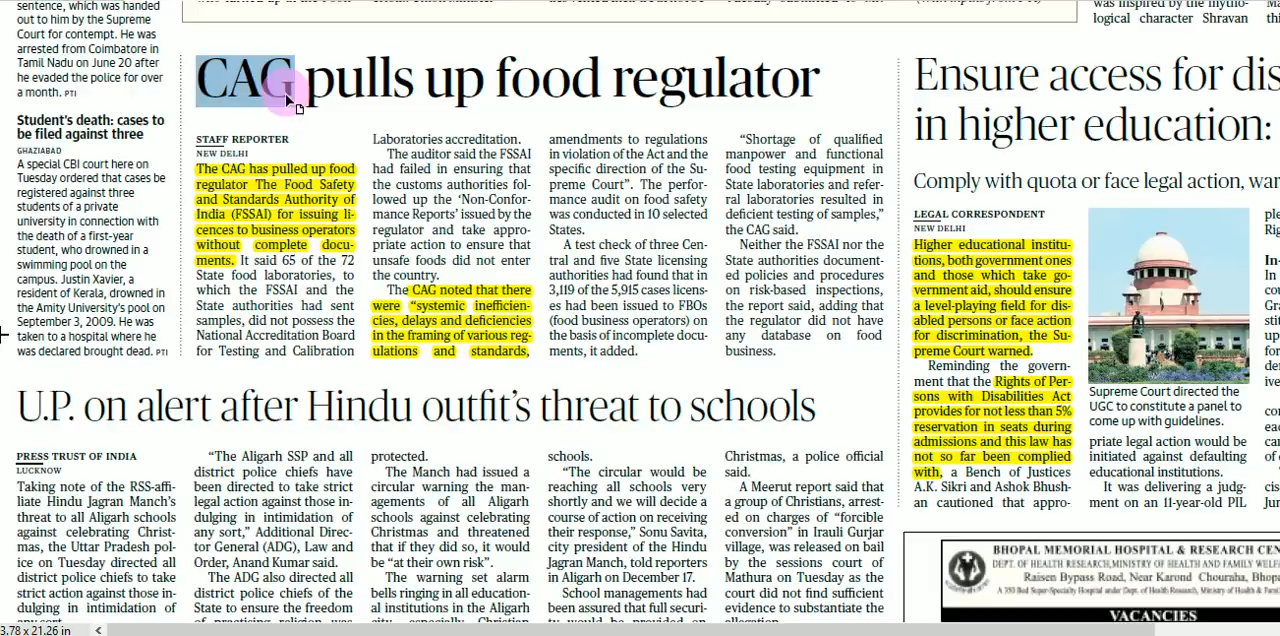 sentence, which was handed
out to him by the Supreme
Court for contempt. He was
arrested from Coimbatore in
Tamil Nadu on June 20 after
he evaded the police for over
a month. PTI
Student's death: cases to
be filed against three
GHAZIABAD
A special CBI court here on
Tuesday ordered that cases be
registered against three
students of a private
university in connection with
the death of a first-year
student, who drowned in a
swimming pool on the
campus. Justin Xavier, a
resident of Kerala, drowned in
the Amity University's pool on
September 3, 2009. He was
taken to a hospital where he
was declared brought dead. PTI
CAG pulls up food regulator
STAFF REPORTER
NEW DELHI
The CAG has pulled up food
regulator The Food Safety
and Standards Authority of
India (FSSAI) for issuing li-
cences to business operators
without complete docu-
ments. It said 65 of the 72
State food laboratories, to
which the FSSAI and the
State authorities had sent
samples, did not possess the
National Accreditation Board
for Testing and Calibration
Laboratories accreditation.
The auditor said the FSSAI
had failed in ensuring that
the customs authorities fol-
lowed up the 'Non-Confor-
mance Reports' issued by the
regulator and take appro-
priate action to ensure that
unsafe foods did not enter
the country.
The CAG noted that there
were "systemic inefficien-
cies, delays and deficiencies
in the framing of various reg-
ulations and standards,
amendments to regulations
in violation of the Act and the
specific direction of the Su-
preme Court". The perfor-
mance audit on food safety
was conducted in 10 selected
States.
A test check of three Cen-
tral and five State licensing
authorities had found that in
3,119 of the 5,915 cases licens-
es had been issued to FBOs
(food business operators) on
the basis of incomplete docu-
ments, it added.
"Shortage of qualified
manpower and functional
food testing equipment in
State laboratories and refer-
ral laboratories resulted in
deficient testing of samples,"
the CAG said.
Neither the FSSAI nor the
State authorities document-
ed policies and procedures
on risk-based inspections,
the report said, adding that
the regulator did not have
any database on food
business.
was inspired by the mytho-
logical character Shravan
Ensure access for dis
in higher education:
Comply with quota or face legal action, war
LEGAL CORRESPONDENT
NEW DELHI
Higher educational institu-
tions, both government ones
and those which take go-
vernment aid, should ensure
a level-playing field for dis-
abled persons or face action
for discrimination, the Su-
preme Court warned.
Reminding the govern-
ment that the Rights of Per-
sons with Disabilities Act
provides for not less than 5%
reservation in seats during
admissions and this law has
not so far been complied
with, a Bench of Justices
A.K. Sikri and Ashok Bhush-
an cautioned that appro-
Supreme Court directed the
UGC to constitute a panel to
come up with guidelines.
priate legal action would be
initiated against defaulting
educational institutions.
It was delivering a judg-
ment on an 11-year-old PIL
U.P. on alert after Hindu outfit's threat to schools
PRESS TRUST OF INDIA
LUCKNOW
Taking note of the RSS-affi-
liate Hindu Jagran Manch's
threat to all Aligarh schools
against celebrating Christ-
mas, the Uttar Pradesh pol-
ice on Tuesday directed all
district police chiefs to take
strict action against those in-
dulging in intimidation of
any sort.
"The Aligarh SSP and all
district police chiefs have
been directed to take strict
legal action against those in-
dulging in intimidation of
any sort," Additional Direc-
tor General (ADG), Law and
Order, Anand Kumar said.
The ADG also directed all
district police chiefs of the
State to ensure the freedom
of practising religion was
protected.
The Manch had issued a
circular warning the man-
agements of all Aligarh
schools against celebrating
Christmas and threatened
that if they did so, it would
be "at their own risk".
The warning set alarm
bells ringing in all education-
al institutions in the Aligarh
city, especially Christian
schools.
"The circular would be
reaching all schools very
shortly and we will decide a
course of action on receiving
their response," Sonu Savita,
city president of the Hindu
Jagran Manch, told reporters
in Aligarh on December 17.
School managements had
been assured that full securi-
ty would be provided on
Christmas, a police official
said.
A Meerut report said that
a group of Christians, arrest-
ed on charges of "forcible
conversion" in Irauli Gurjar
village, was released on bail
by the sessions court of
Mathura on Tuesday as the
court did not find sufficient
evidence to substantiate the
allegation.
BHOPAL MEMORIAL HOSPITAL & RESEARCH CEN
DEPT. OF HEALTH RESEARCH,MINISTRY OF HEALTH AND FAMILY WELF
Raisen Bypass Road, Near Karond Chouraha, Bhop
VACANCIES
3.78 x 21.26 in